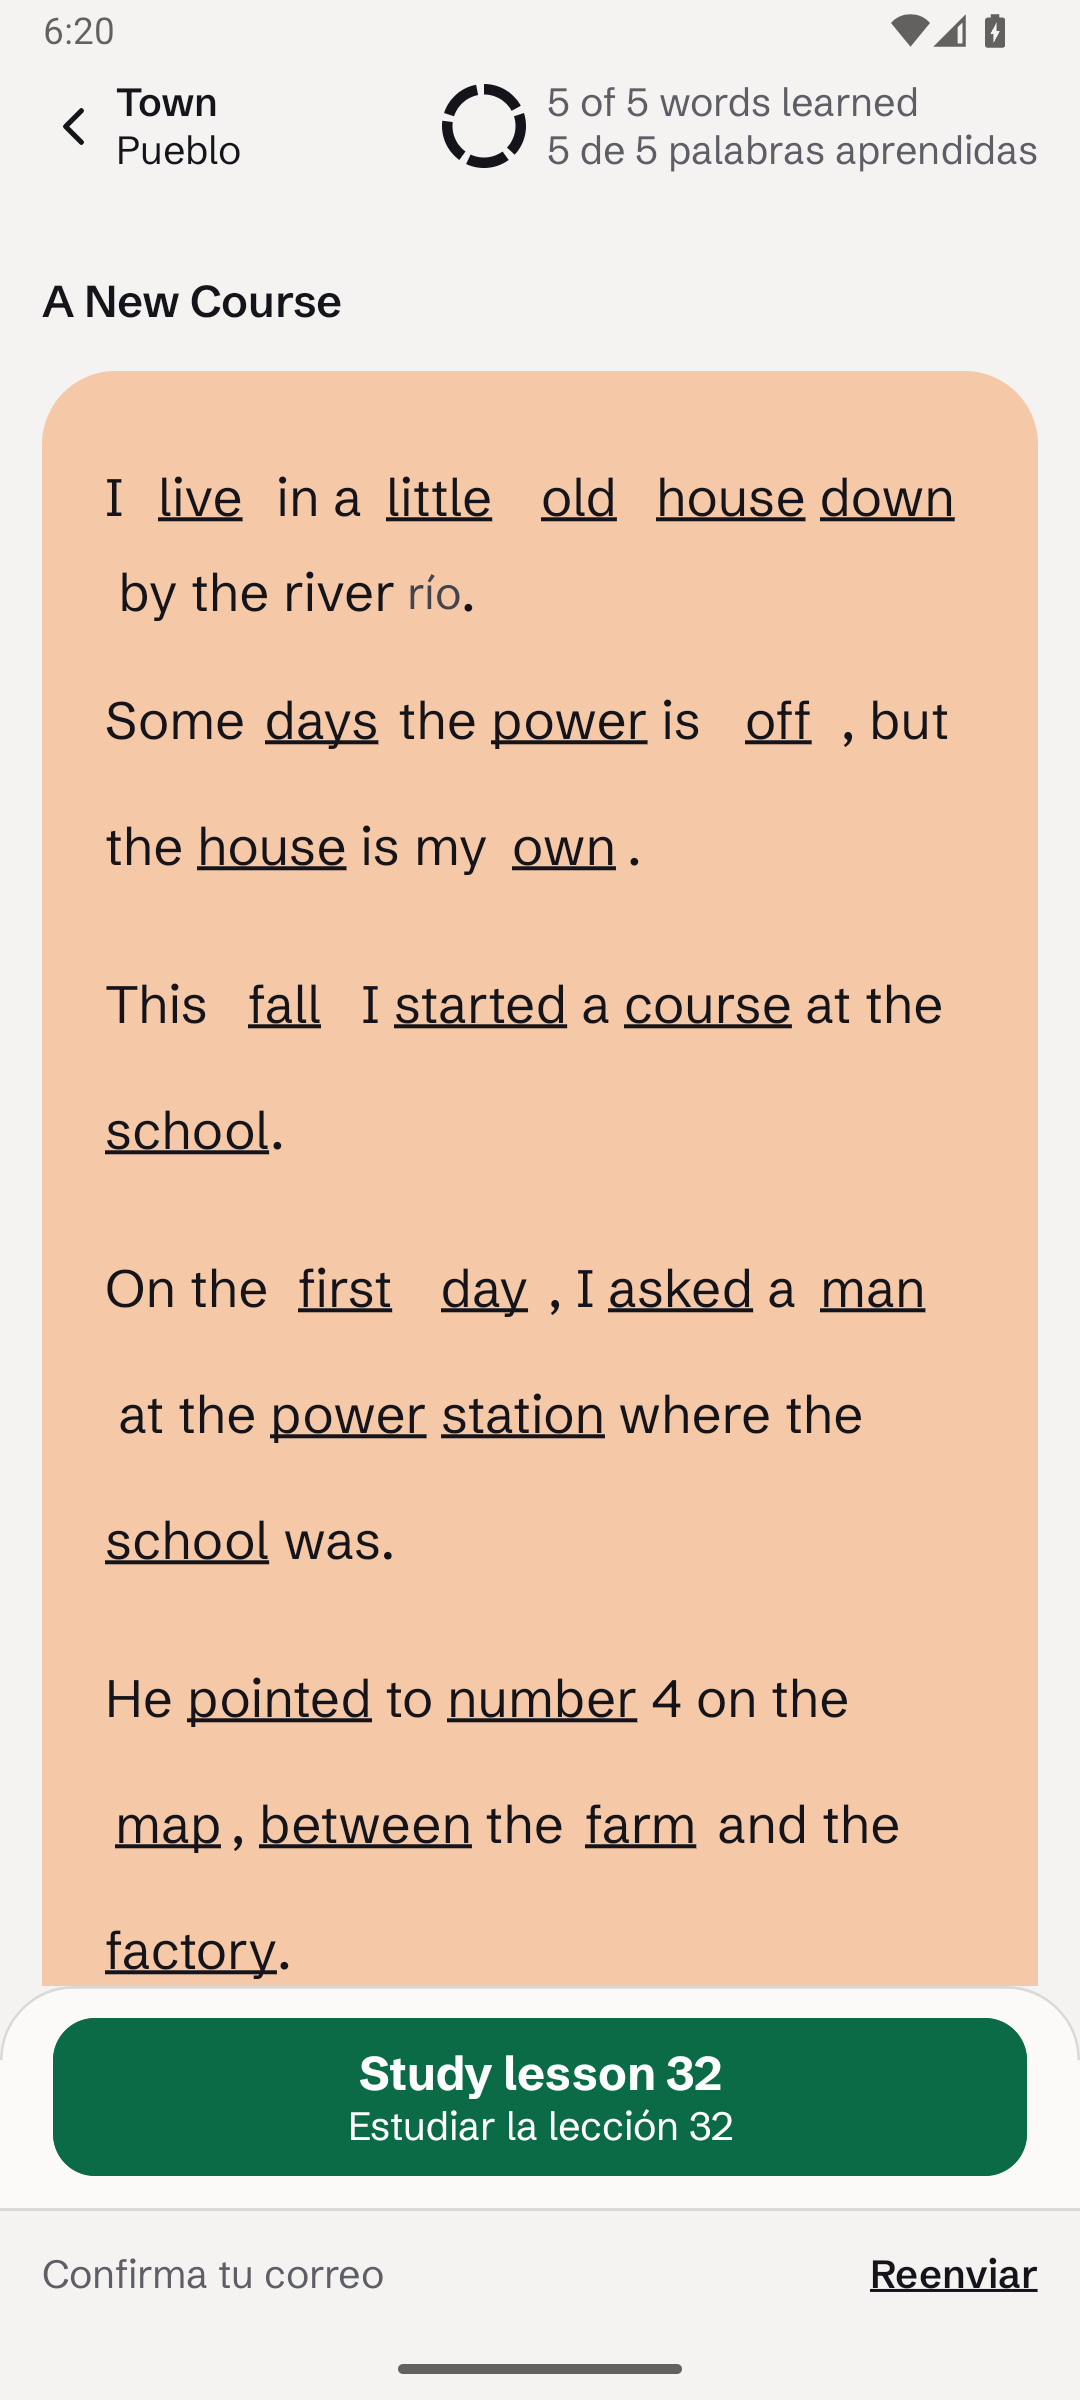 6:20
Town
Pueblo
5 of 5 words learned
5 de 5 palabras aprendidas
A New Course
I live in a little old house down
by the river río.
Some days the power is off , but
the house is my own .
This fall I started a course at the
school.
On the first day , I asked a man
at the power station where the
school was.
He pointed to number 4 on the
map , between the farm and the
factory.
Study lesson 32
Estudiar la lección 32
Confirma tu correo
Reenviar